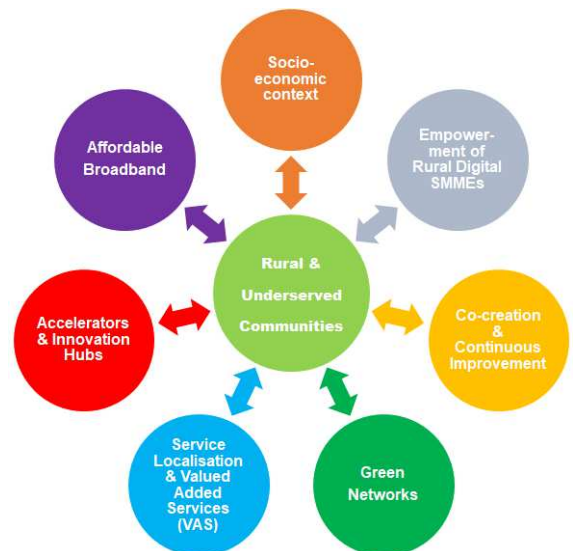 Socio-
economic
context
Empower-
ment of
Rural Digital
SMMEs
Co-creation
&
Continuous
Improvement
Green
Networks
Service
Localisation
& Valued
Added
Services
(VAS)
Accelerators
& Innovation
Hubs
Affordable
Broadband
Rural &
Underserved
Communities